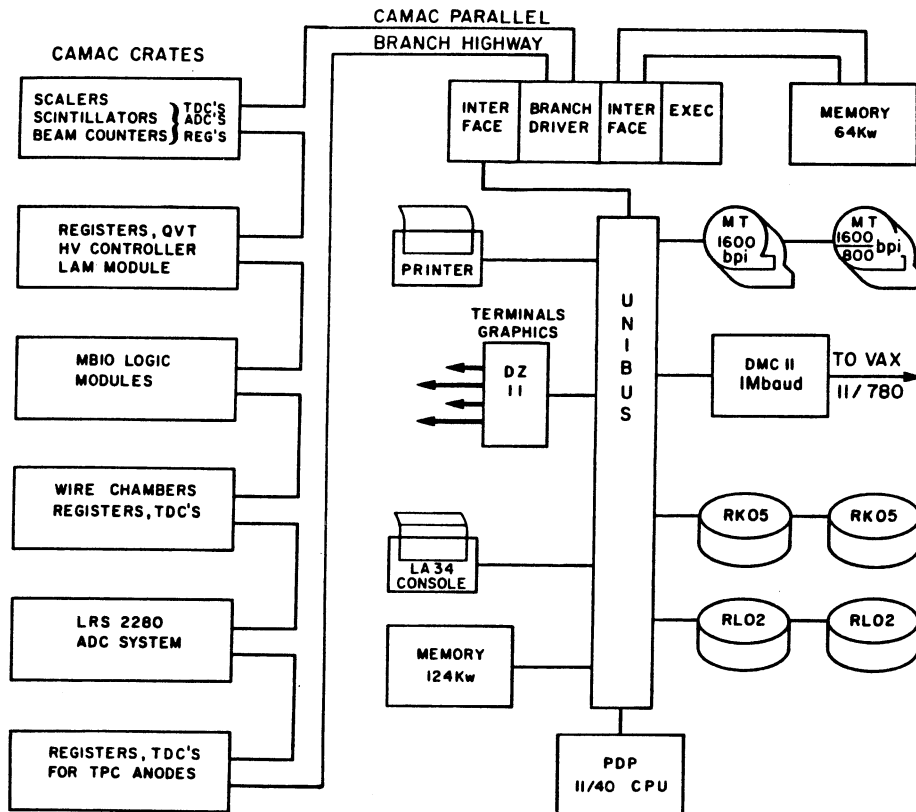 CAMAC PARALLEL
BRANCH HIGHWAY
CAMAC CRATES
SCALERS
SCINTILLATORS
BEAM COUNTERS
TDC'S
ADC'S
REG'S
REGISTERS, QVT
HV CONTROLLER
LAM MODULE
MBIO LOGIC
MODULES
WIRE CHAMBERS
REGISTERS, TDC'S
LRS 2280
ADC SYSTEM
REGISTERS, TDC'S
FOR TPC ANODES
INTER
FACE
BRANCH
DRIVER
INTER
FACE
EXEC
MEMORY
64Kw
PRINTER
TERMINALS
GRAPHICS
DZ
11
LA34
CONSOLE
MEMORY
124Kw
UNIBUS
MT
1600
bpi
MT
1600
800
bpi
DMC 11
1Mbaud
TO VAX
11/780
RK05
RK05
RL02
RL02
PDP
11/40 CPU